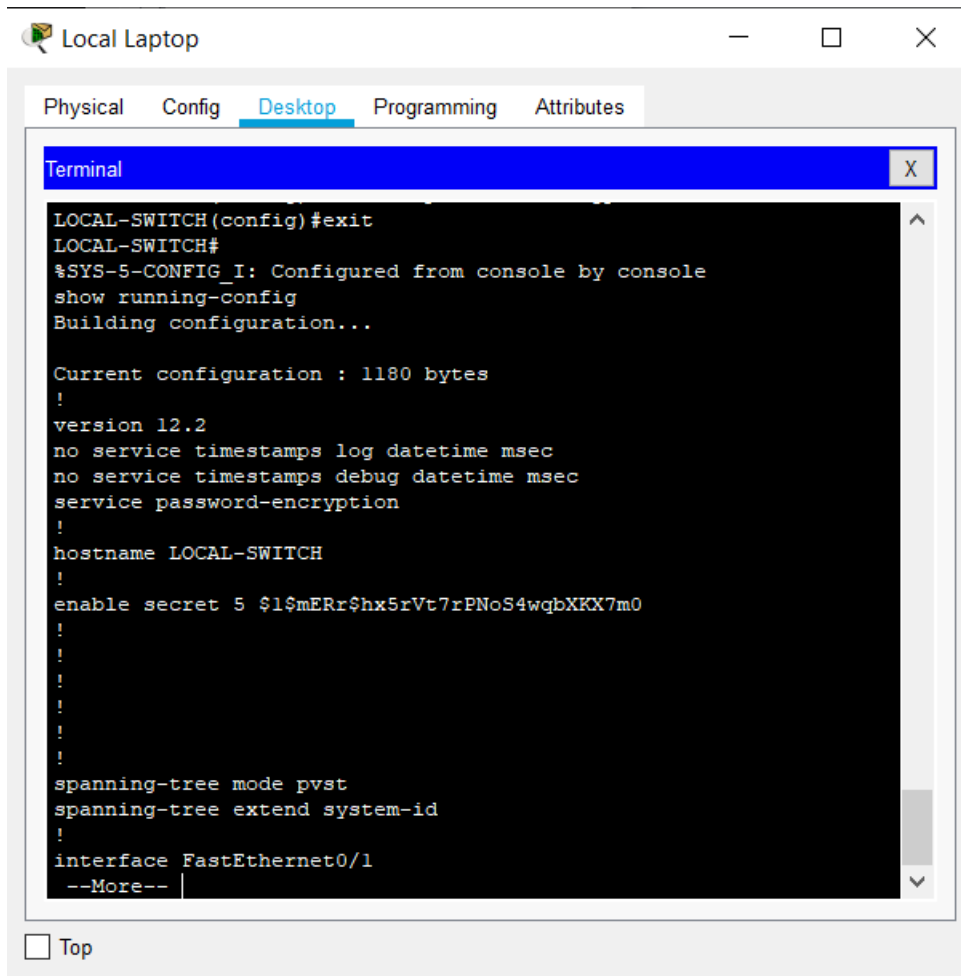 Local Laptop
Physical Config Desktop Programming Attributes
Terminal X
LOCAL-SWITCH(config)#exit
LOCAL-SWITCH#
%SYS-5-CONFIG_I: Configured from console by console
show running-config
Building configuration...
Current configuration : 1180 bytes
!
version 12.2
no service timestamps log datetime msec
no service timestamps debug datetime msec
service password-encryption
!
hostname LOCAL-SWITCH
!
enable secret 5 $1$mERr$hx5rVt7rPNoS4wqbXKX7m0
!
!
!
!
!
!
spanning-tree mode pvst
spanning-tree extend system-id
!
interface FastEthernet0/1
--More--
Top